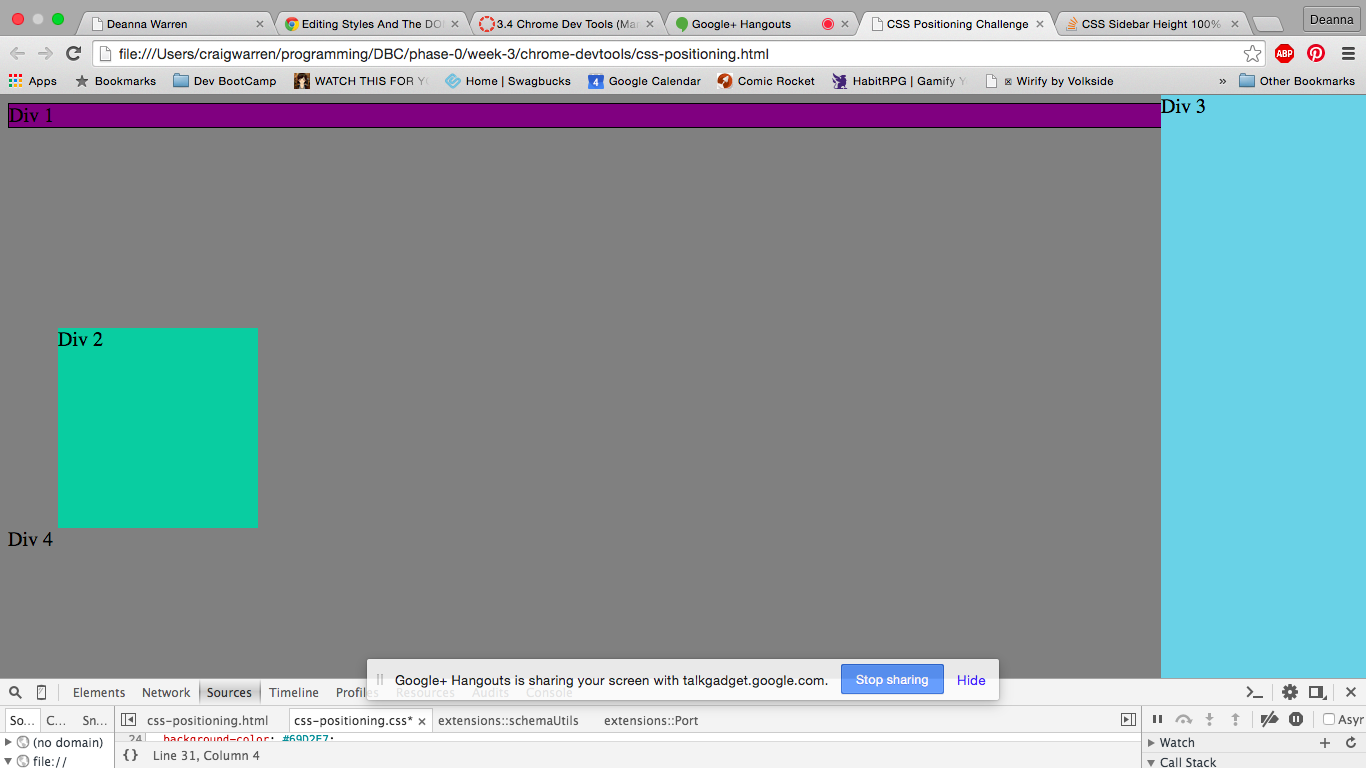 Deanna Warren
Editing Styles And The DO
3.4 Chrome Dev Tools (Ma
Google+ Hangouts
CSS Positioning Challenge
CSS Sidebar Height 100%
Deanna
file:///Users/craigwarren/programming/DBC/phase-0/week-3/chrome-devtools/css-positioning.html
ABP
Apps
Bookmarks
Dev BootCamp
WATCH THIS FOR YO
Home | Swagbucks
4 Google Calendar
Comic Rocket
HabitRPG | Gamify Y
Wirify by Volkside
»
Other Bookmarks
Div 1
Div 3
Div 2
Div 4
Google+ Hangouts is sharing your screen with talkgadget.google.com.
Stop sharing
Hide
Elements Network Sources Timeline Profiles Resources Audits Console
So... C... Sn...
css-positioning.html
css-positioning.css*
extensions::schemaUtils
extensions::Port
Asyr
(no domain)
24 background-color: #69D2E7;
Watch
file://
{} Line 31, Column 4
Call Stack